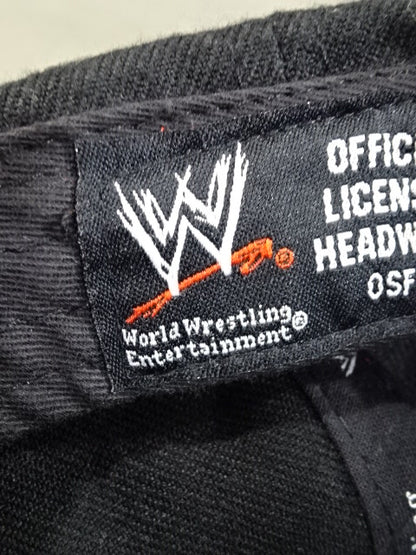 W
®
World Wrestling
Entertainment®
OFFIC
LICENS
HEADW
OSF